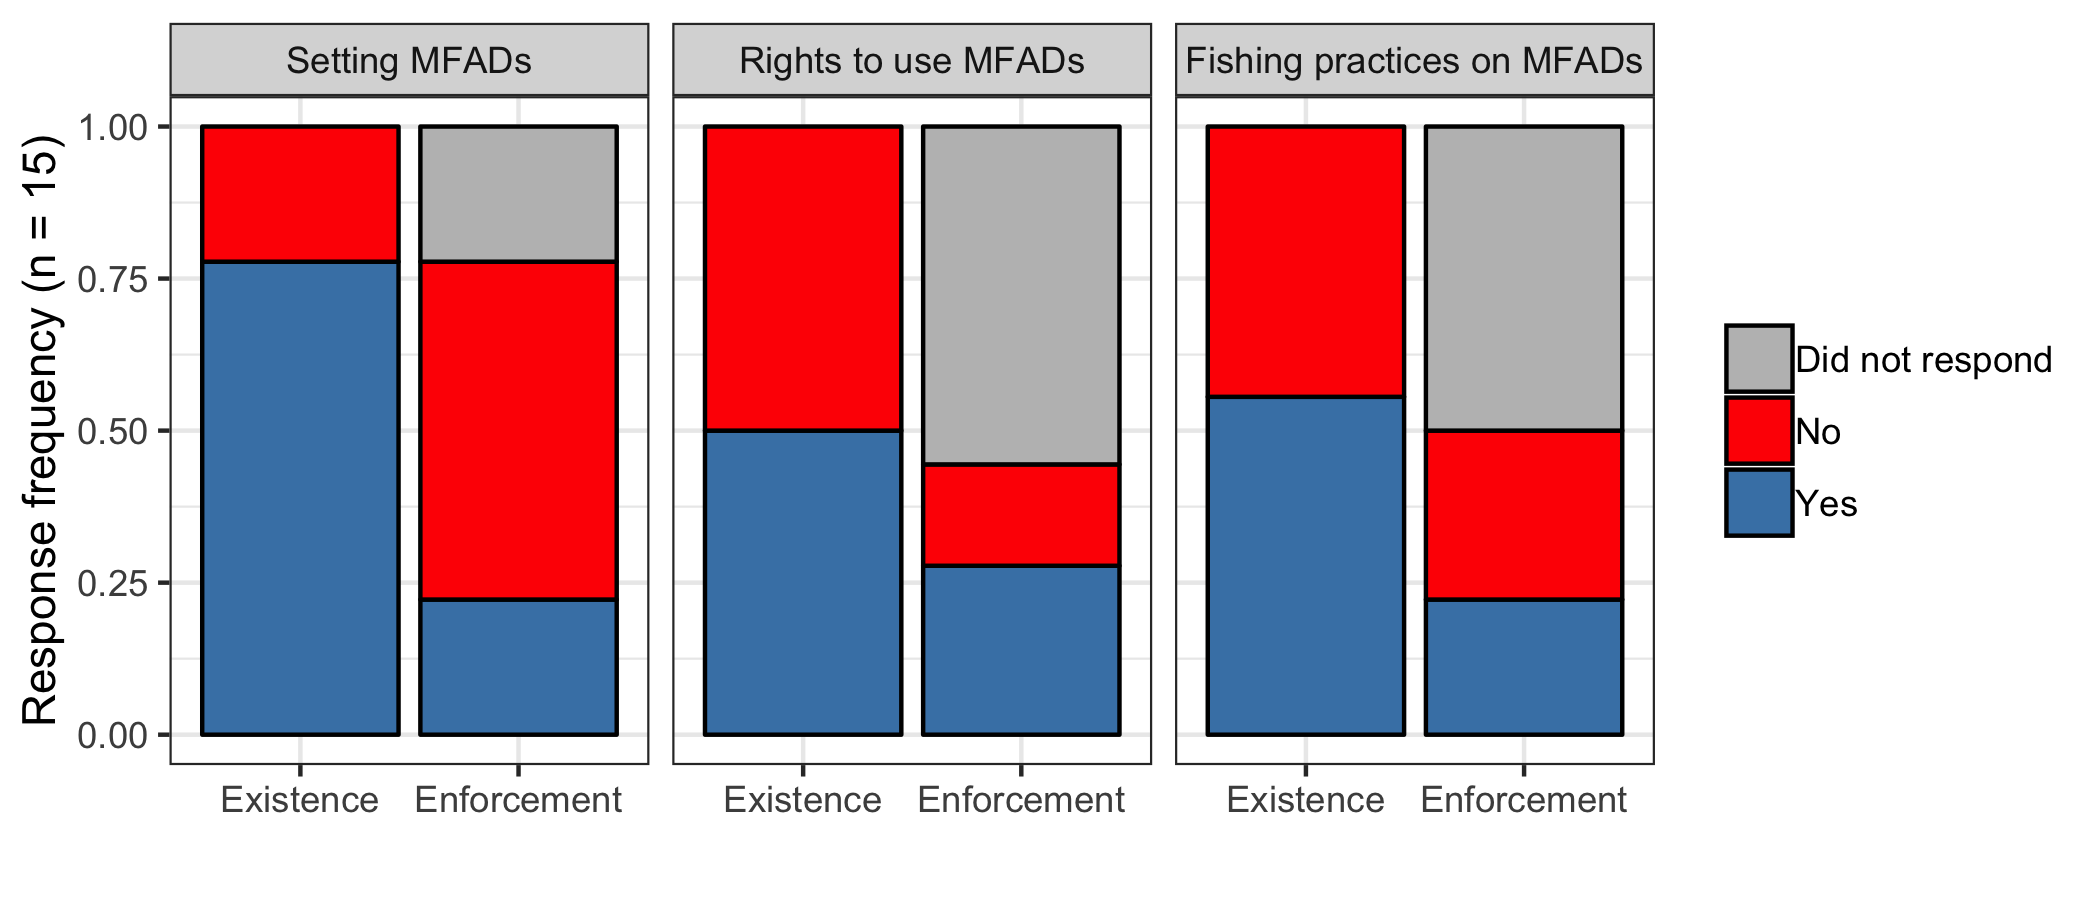 Setting MFADs
Rights to use MFADs
Fishing practices on MFADs
Response frequency (n = 15)
1.00
0.75
0.50
0.25
0.00
Existence
Enforcement
Existence
Enforcement
Existence
Enforcement
Did not respond
No
Yes